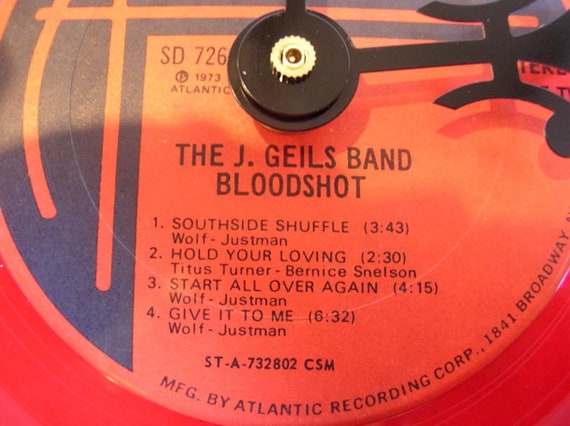 SD 726
℗ 1973
ATLANTIC
THE J. GEILS BAND
BLOODSHOT
1. SOUTHSIDE SHUFFLE (3:43)
Wolf - Justman
2. HOLD YOUR LOVING (2:30)
Titus Turner - Bernice Snelson
3. START ALL OVER AGAIN (4:15)
Wolf - Justman
4. GIVE IT TO ME (6:32)
Wolf - Justman
ST-A-732802 CSM
MFG. BY ATLANTIC RECORDING CORP., 1841 BROADWAY,